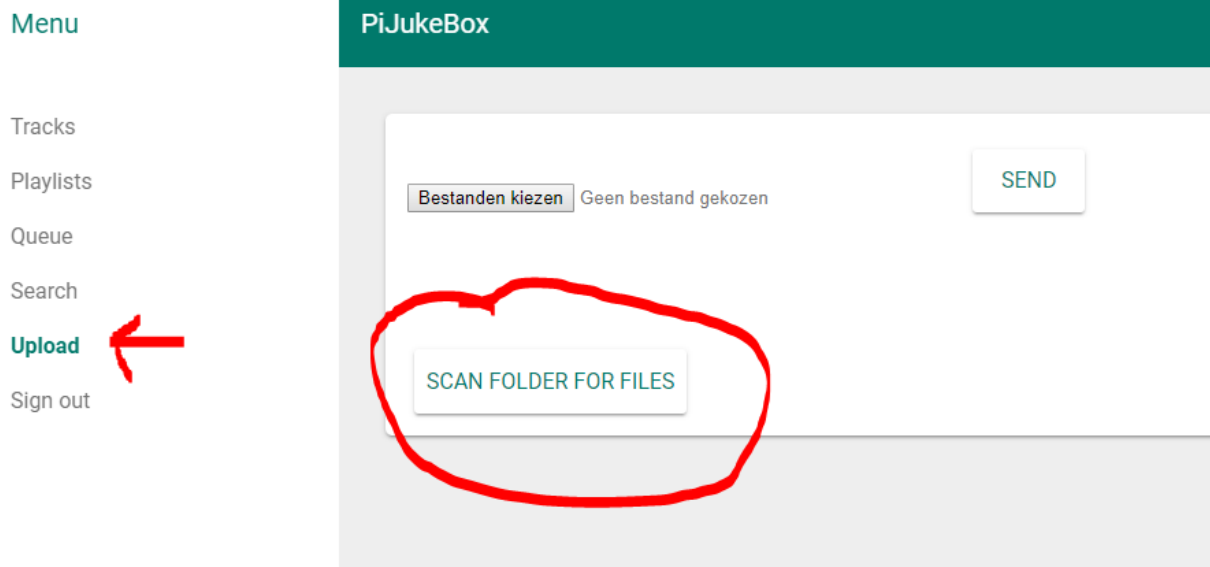 Menu
PiJukeBox
Tracks
Playlists
Queue
Search
Upload
Sign out
Bestanden kiezen Geen bestand gekozen
SEND
SCAN FOLDER FOR FILES